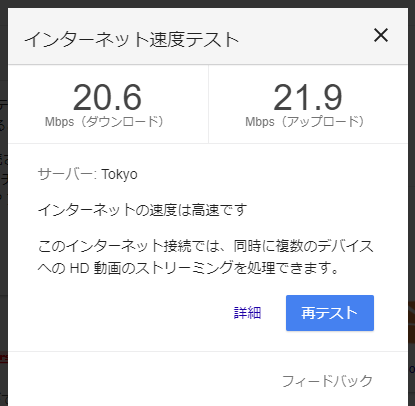 インターネット速度テスト
20.6
Mbps（ダウンロード）
21.9
Mbps（アップロード）
サーバー: Tokyo
インターネットの速度は高速です
このインターネット接続では、同時に複数のデバイス
への HD 動画のストリーミングを処理できます。
詳細
再テスト
フィードバック